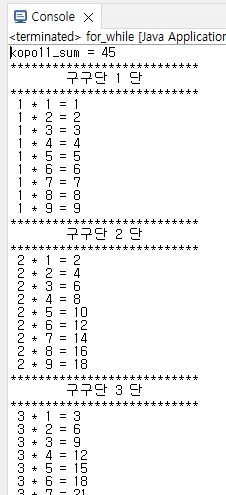 Console ×
<terminated> for_while [Java Application
kopo11_sum = 45
*************************
구구단 1 단
*************************
1 * 1 = 1
1 * 2 = 2
1 * 3 = 3
1 * 4 = 4
1 * 5 = 5
1 * 6 = 6
1 * 7 = 7
1 * 8 = 8
1 * 9 = 9
*************************
구구단 2 단
*************************
2 * 1 = 2
2 * 2 = 4
2 * 3 = 6
2 * 4 = 8
2 * 5 = 10
2 * 6 = 12
2 * 7 = 14
2 * 8 = 16
2 * 9 = 18
*************************
구구단 3 단
*************************
3 * 1 = 3
3 * 2 = 6
3 * 3 = 9
3 * 4 = 12
3 * 5 = 15
3 * 6 = 18
3 * 7 = 21